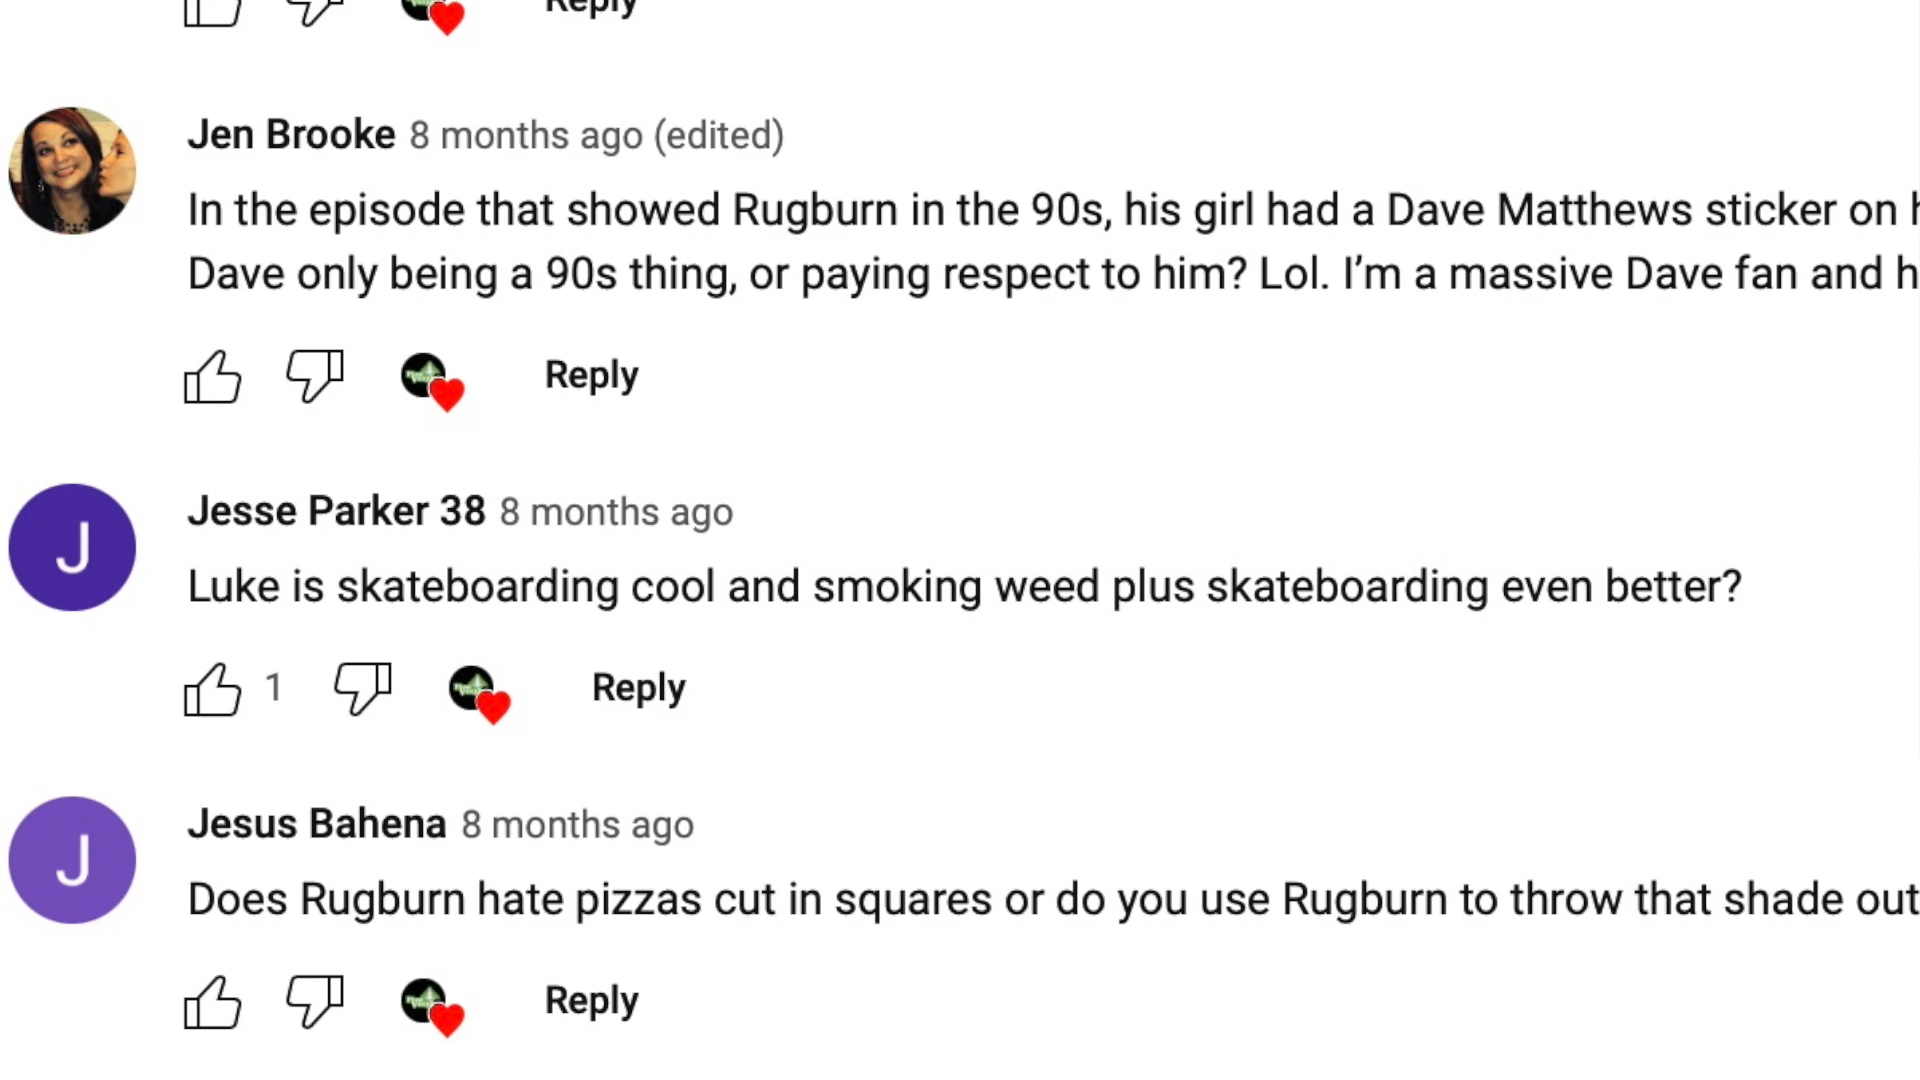 Reply
Jen Brooke 8 months ago (edited)
In the episode that showed Rugburn in the 90s, his girl had a Dave Matthews sticker on
Dave only being a 90s thing, or paying respect to him? Lol. I’m a massive Dave fan and
Reply
J
Jesse Parker 38 8 months ago
Luke is skateboarding cool and smoking weed plus skateboarding even better?
1
Reply
J
Jesus Bahena 8 months ago
Does Rugburn hate pizzas cut in squares or do you use Rugburn to throw that shade out
Reply